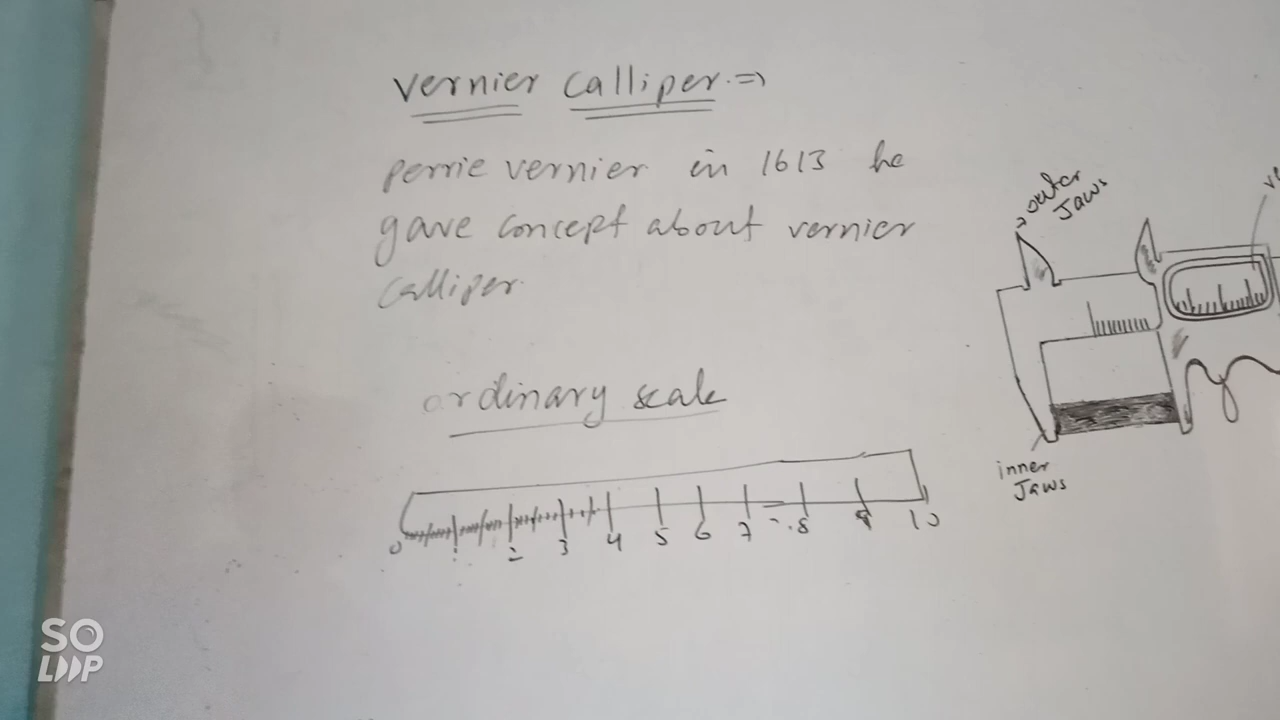 vernier calliper.⇒
perrie vernier in 1613 he
gave concept about vernier
calliper.
ordinary scale
0 1 2 3 4 5 6 7 8 9 10
outer
Jaws
inner
Jaws
SO
LOOP